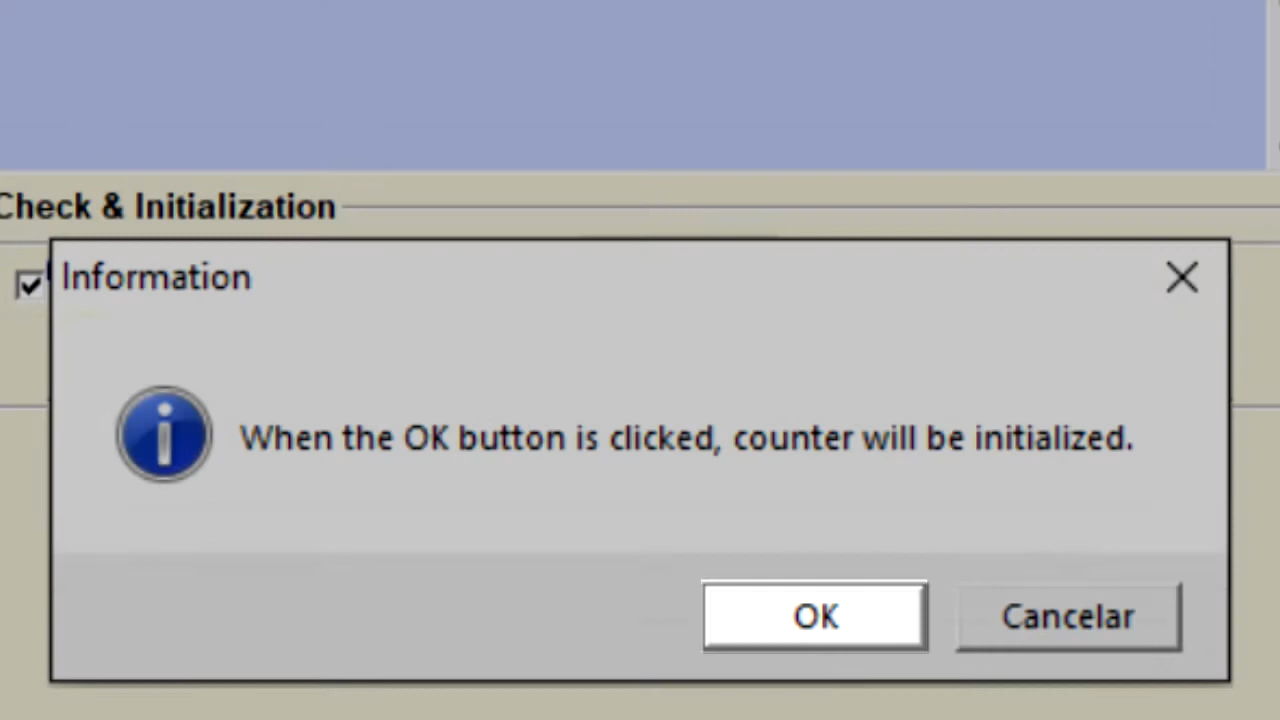 Check & Initialization
Information
When the OK button is clicked, counter will be initialized.
OK
Cancelar